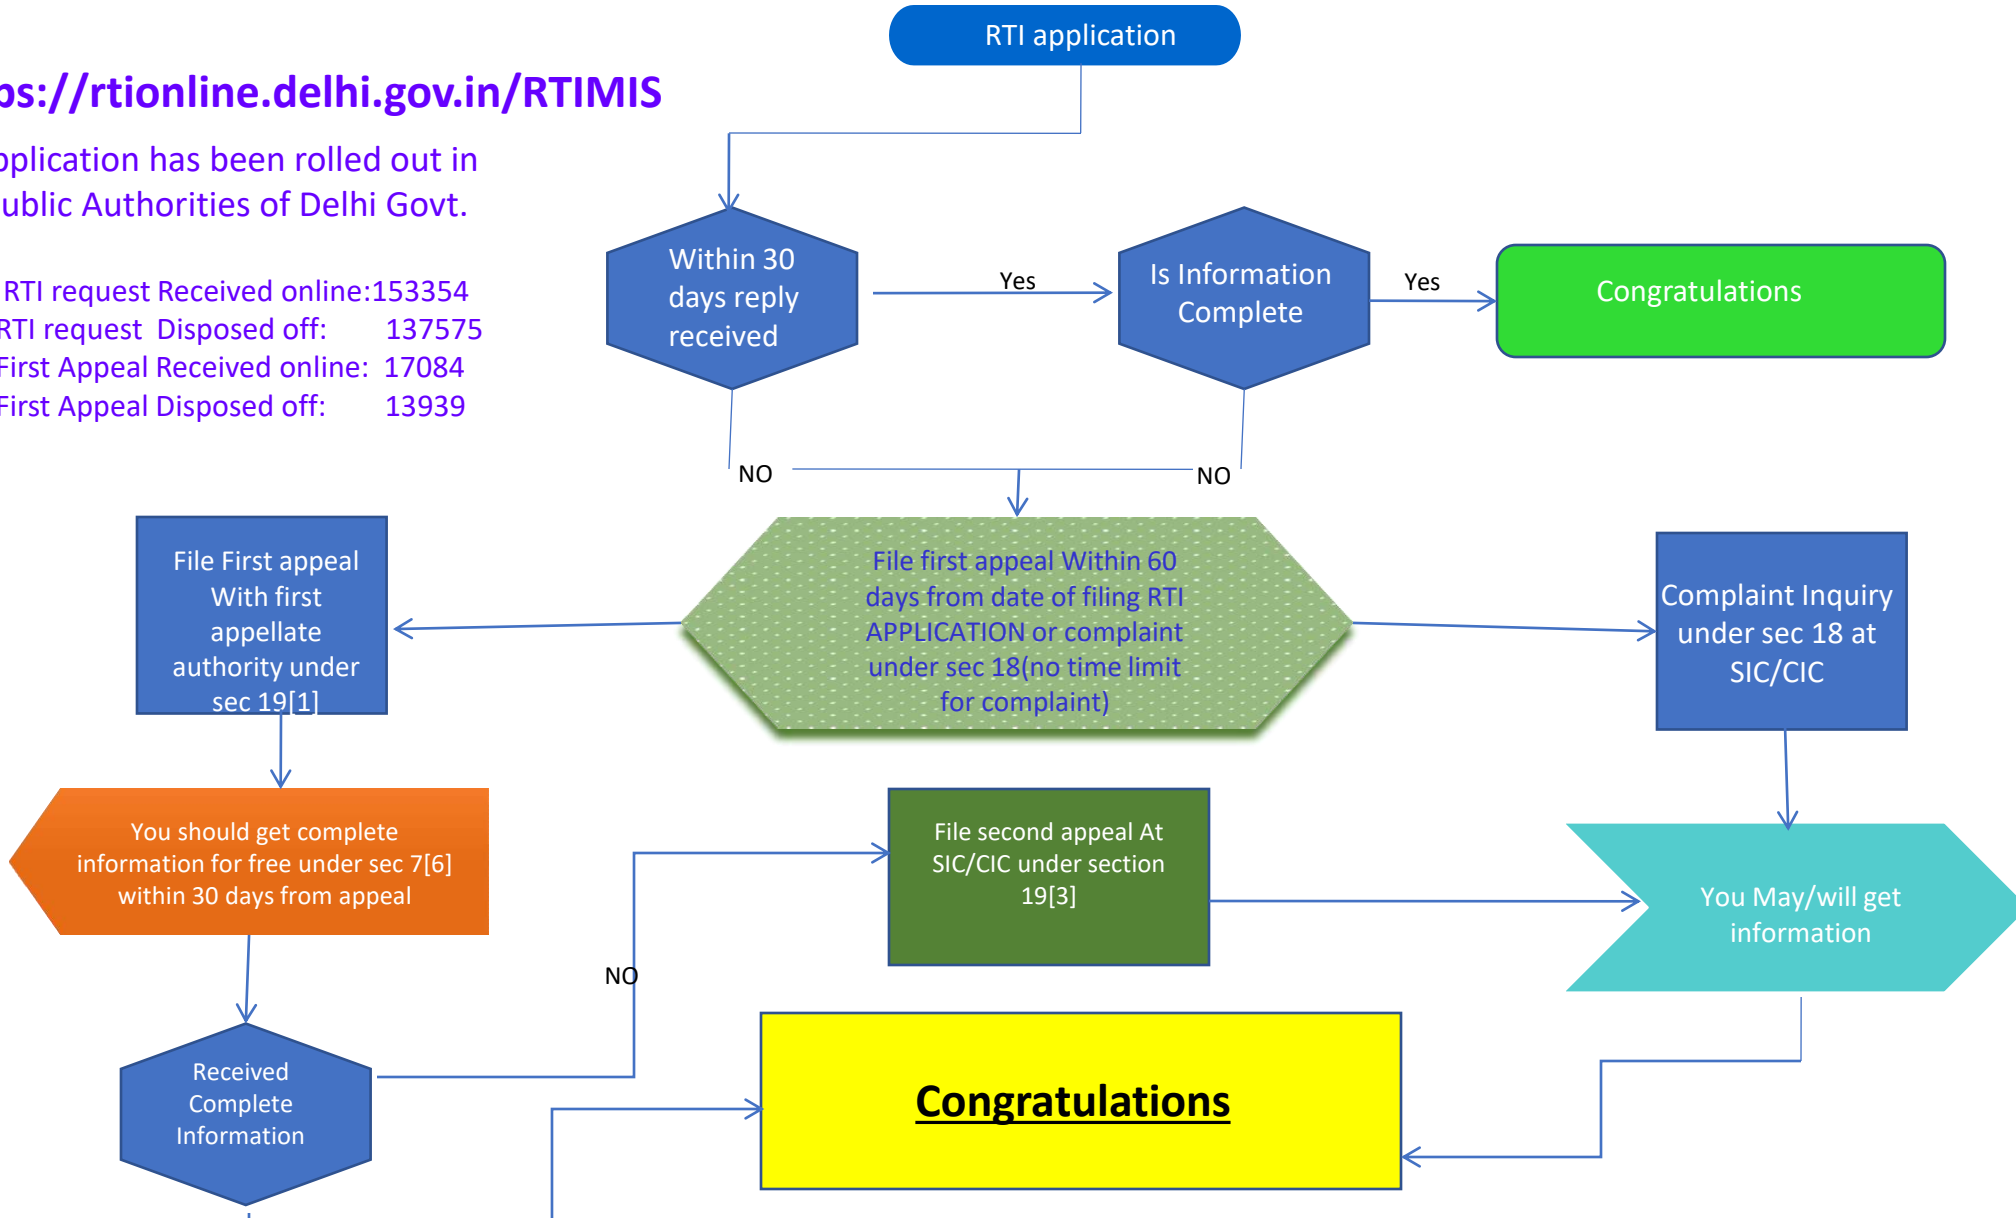 RTI application
ps://rtionline.delhi.gov.in/RTIMIS
pplication has been rolled out in
ublic Authorities of Delhi Govt.
RTI request Received online:153354
RTI request Disposed off: 137575
First Appeal Received online: 17084
First Appeal Disposed off: 13939
Within 30
days reply
received
Yes
Is Information
Complete
Yes
Congratulations
NO
NO
File First appeal
With first
appellate
authority under
sec 19[1]
File first appeal Within 60
days from date of filing RTI
APPLICATION or complaint
under sec 18(no time limit
for complaint)
Complaint Inquiry
under sec 18 at
SIC/CIC
You should get complete
information for free under sec 7[6]
within 30 days from appeal
File second appeal At
SIC/CIC under section
19[3]
You May/will get
information
NO
Received
Complete
Information
Congratulations